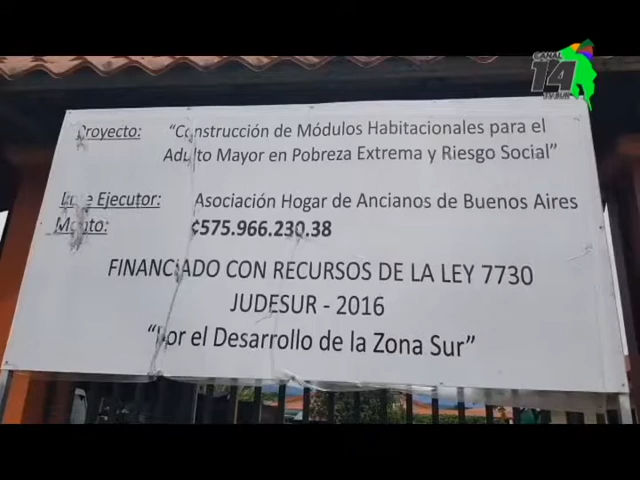 CANAL
14
TV SUR
Proyecto: "Construcción de Módulos Habitacionales para el
Adulto Mayor en Pobreza Extrema y Riesgo Social"
Ente Ejecutor: Asociación Hogar de Ancianos de Buenos Aires
Monto: ¢575.966.230.38
FINANCIADO CON RECURSOS DE LA LEY 7730
JUDESUR - 2016
"Por el Desarrollo de la Zona Sur"